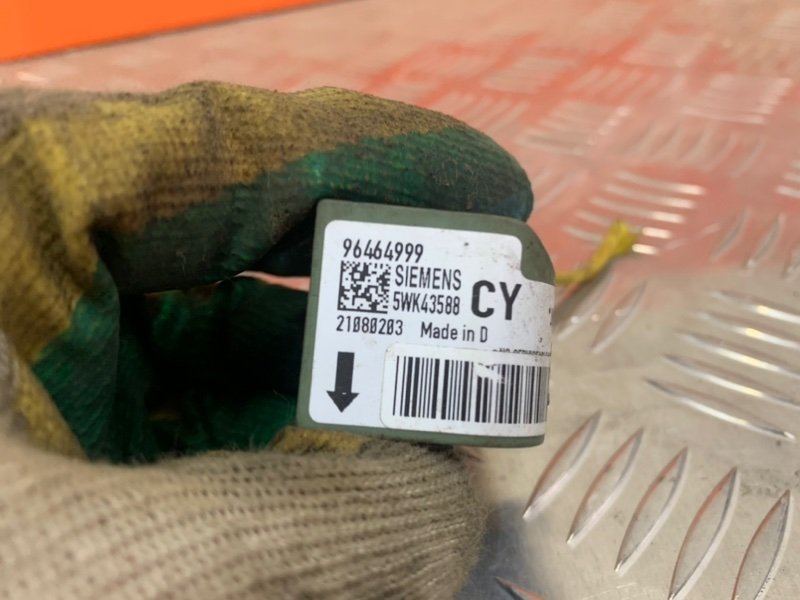 96464999
SIEMENS
5WK43588
CY
21080203 Made in D